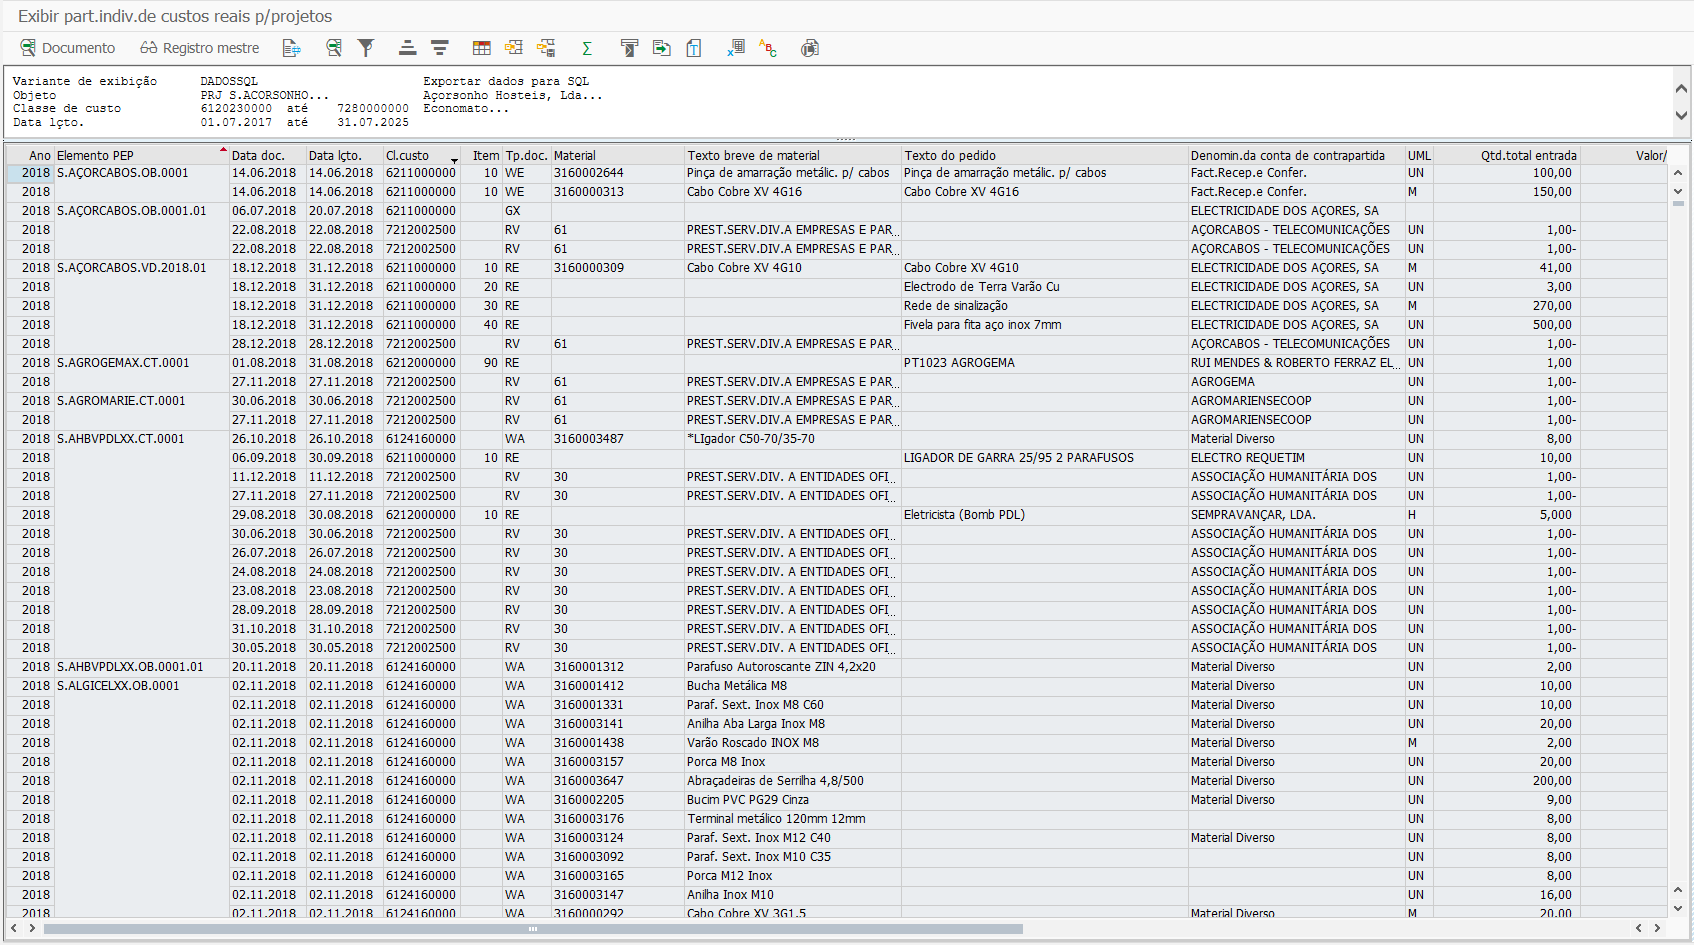 Exibir part.indiv.de custos reais p/projetos
Documento Registro mestre
Variante de exibição DADOSSQL Exportar dados para SQL
Objeto PRJ S.ACORSONHO... Açorsonho Hosteis, Lda...
Classe de custo 6120230000 até 7280000000 Economato...
Data lçto. 01.07.2017 até 31.07.2025
Ano Elemento PEP Data doc. Data lçto. Cl.custo Item Tp.doc. Material Texto breve de material Texto do pedido Denomin.da conta de contrapartida UML Qtd.total entrada Valor/
2018 S.AÇORCABOS.OB.0001 14.06.2018 14.06.2018 6211000000 10 WE 3160002644 Pinça de amarração metálic. p/ cabos Pinça de amarração metálic. p/ cabos Fact.Recep.e Confer. UN 100,00
2018 14.06.2018 14.06.2018 6211000000 10 WE 3160000313 Cabo Cobre XV 4G16 Cabo Cobre XV 4G16 Fact.Recep.e Confer. M 150,00
2018 S.AÇORCABOS.OB.0001.01 06.07.2018 20.07.2018 6211000000 GX ELECTRICIDADE DOS AÇORES, SA
2018 22.08.2018 22.08.2018 7212002500 RV 61 PREST.SERV.DIV.A EMPRESAS E PAR... AÇORCABOS - TELECOMUNICAÇÕES UN 1,00-
2018 22.08.2018 22.08.2018 7212002500 RV 61 PREST.SERV.DIV.A EMPRESAS E PAR... AÇORCABOS - TELECOMUNICAÇÕES UN 1,00-
2018 S.AÇORCABOS.VD.2018.01 18.12.2018 31.12.2018 6211000000 10 RE 3160000309 Cabo Cobre XV 4G10 Cabo Cobre XV 4G10 ELECTRICIDADE DOS AÇORES, SA M 41,00
2018 18.12.2018 31.12.2018 6211000000 20 RE Electrodo de Terra Varão Cu ELECTRICIDADE DOS AÇORES, SA UN 3,00
2018 18.12.2018 31.12.2018 6211000000 30 RE Rede de sinalização ELECTRICIDADE DOS AÇORES, SA M 270,00
2018 18.12.2018 31.12.2018 6211000000 40 RE Fivela para fita aço inox 7mm ELECTRICIDADE DOS AÇORES, SA UN 500,00
2018 28.12.2018 28.12.2018 7212002500 RV 61 PREST.SERV.DIV.A EMPRESAS E PAR... AÇORCABOS - TELECOMUNICAÇÕES UN 1,00-
2018 S.AGROGEMAX.CT.0001 01.08.2018 31.08.2018 6212000000 90 RE PT1023 AGROGEMA RUI MENDES & ROBERTO FERRAZ EL... UN 1,00
2018 27.11.2018 27.11.2018 7212002500 RV 61 PREST.SERV.DIV.A EMPRESAS E PAR... AGROGEMA UN 1,00-
2018 S.AGROMARIE.CT.0001 30.06.2018 30.06.2018 7212002500 RV 61 PREST.SERV.DIV.A EMPRESAS E PAR... AGROMARIENSECOOP UN 1,00-
2018 27.11.2018 27.11.2018 7212002500 RV 61 PREST.SERV.DIV.A EMPRESAS E PAR... AGROMARIENSECOOP UN 1,00-
2018 S.AHBVPDLXX.CT.0001 26.10.2018 26.10.2018 6124160000 WA 3160003487 *LIgador C50-70/35-70 Material Diverso UN 8,00
2018 06.09.2018 30.09.2018 6211000000 10 RE LIGADOR DE GARRA 25/95 2 PARAFUSOS ELECTRO REQUETIM UN 10,00
2018 11.12.2018 11.12.2018 7212002500 RV 30 PREST.SERV.DIV. A ENTIDADES OFI... ASSOCIAÇÃO HUMANITÁRIA DOS UN 1,00-
2018 27.11.2018 27.11.2018 7212002500 RV 30 PREST.SERV.DIV. A ENTIDADES OFI... ASSOCIAÇÃO HUMANITÁRIA DOS UN 1,00-
2018 29.08.2018 30.08.2018 6212000000 10 RE Eletricista (Bomb PDL) SEMPRAVANÇAR, LDA. H 5,000
2018 30.06.2018 30.06.2018 7212002500 RV 30 PREST.SERV.DIV. A ENTIDADES OFI... ASSOCIAÇÃO HUMANITÁRIA DOS UN 1,00-
2018 26.07.2018 26.07.2018 7212002500 RV 30 PREST.SERV.DIV. A ENTIDADES OFI... ASSOCIAÇÃO HUMANITÁRIA DOS UN 1,00-
2018 24.08.2018 24.08.2018 7212002500 RV 30 PREST.SERV.DIV. A ENTIDADES OFI... ASSOCIAÇÃO HUMANITÁRIA DOS UN 1,00-
2018 23.08.2018 23.08.2018 7212002500 RV 30 PREST.SERV.DIV. A ENTIDADES OFI... ASSOCIAÇÃO HUMANITÁRIA DOS UN 1,00-
2018 28.09.2018 28.09.2018 7212002500 RV 30 PREST.SERV.DIV. A ENTIDADES OFI... ASSOCIAÇÃO HUMANITÁRIA DOS UN 1,00-
2018 31.10.2018 31.10.2018 7212002500 RV 30 PREST.SERV.DIV. A ENTIDADES OFI... ASSOCIAÇÃO HUMANITÁRIA DOS UN 1,00-
2018 30.05.2018 30.05.2018 7212002500 RV 30 PREST.SERV.DIV. A ENTIDADES OFI... ASSOCIAÇÃO HUMANITÁRIA DOS UN 1,00-
2018 S.AHBVPDLXX.OB.0001.01 20.11.2018 20.11.2018 6124160000 WA 3160001312 Parafuso Autoroscante ZIN 4,2x20 Material Diverso UN 2,00
2018 S.ALGICELXX.OB.0001 02.11.2018 02.11.2018 6124160000 WA 3160001412 Bucha Metálica M8 Material Diverso UN 10,00
2018 02.11.2018 02.11.2018 6124160000 WA 3160001331 Paraf. Sext. Inox M8 C60 Material Diverso UN 10,00
2018 02.11.2018 02.11.2018 6124160000 WA 3160003141 Anilha Aba Larga Inox M8 Material Diverso UN 20,00
2018 02.11.2018 02.11.2018 6124160000 WA 3160001438 Varão Roscado INOX M8 Material Diverso M 2,00
2018 02.11.2018 02.11.2018 6124160000 WA 3160003157 Porca M8 Inox Material Diverso UN 20,00
2018 02.11.2018 02.11.2018 6124160000 WA 3160003647 Abraçadeiras de Serrilha 4,8/500 Material Diverso UN 200,00
2018 02.11.2018 02.11.2018 6124160000 WA 3160002205 Bucim PVC PG29 Cinza Material Diverso UN 9,00
2018 02.11.2018 02.11.2018 6124160000 WA 3160003176 Terminal metálico 120mm 12mm UN 8,00
2018 02.11.2018 02.11.2018 6124160000 WA 3160003124 Paraf. Sext. Inox M12 C40 Material Diverso UN 8,00
2018 02.11.2018 02.11.2018 6124160000 WA 3160003092 Paraf. Sext. Inox M10 C35 UN 8,00
2018 02.11.2018 02.11.2018 6124160000 WA 3160003165 Porca M12 Inox UN 8,00
2018 02.11.2018 02.11.2018 6124160000 WA 3160003147 Anilha Inox M10 UN 16,00
2018 02.11.2018 02.11.2018 6124160000 WA 3160000292 Cabo Cobre XV 3G1,5 Material Diverso M 20,00